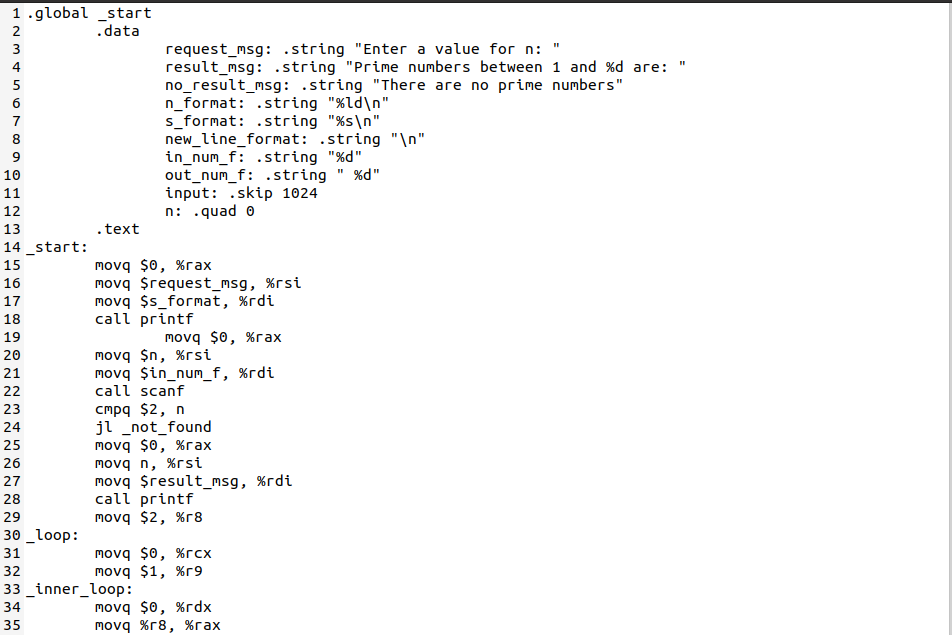 1 .global _start
2         .data
3                 request_msg: .string "Enter a value for n: "
4                 result_msg: .string "Prime numbers between 1 and %d are: "
5                 no_result_msg: .string "There are no prime numbers"
6                 n_format: .string "%ld\n"
7                 s_format: .string "%s\n"
8                 new_line_format: .string "\n"
9                 in_num_f: .string "%d"
10                 out_num_f: .string " %d"
11                 input: .skip 1024
12                 n: .quad 0
13         .text
14 _start:
15         movq $0, %rax
16         movq $request_msg, %rsi
17         movq $s_format, %rdi
18         call printf
19                 movq $0, %rax
20         movq $n, %rsi
21         movq $in_num_f, %rdi
22         call scanf
23         cmpq $2, n
24         jl _not_found
25         movq $0, %rax
26         movq n, %rsi
27         movq $result_msg, %rdi
28         call printf
29         movq $2, %r8
30 _loop:
31         movq $0, %rcx
32         movq $1, %r9
33 _inner_loop:
34         movq $0, %rdx
35         movq %r8, %rax